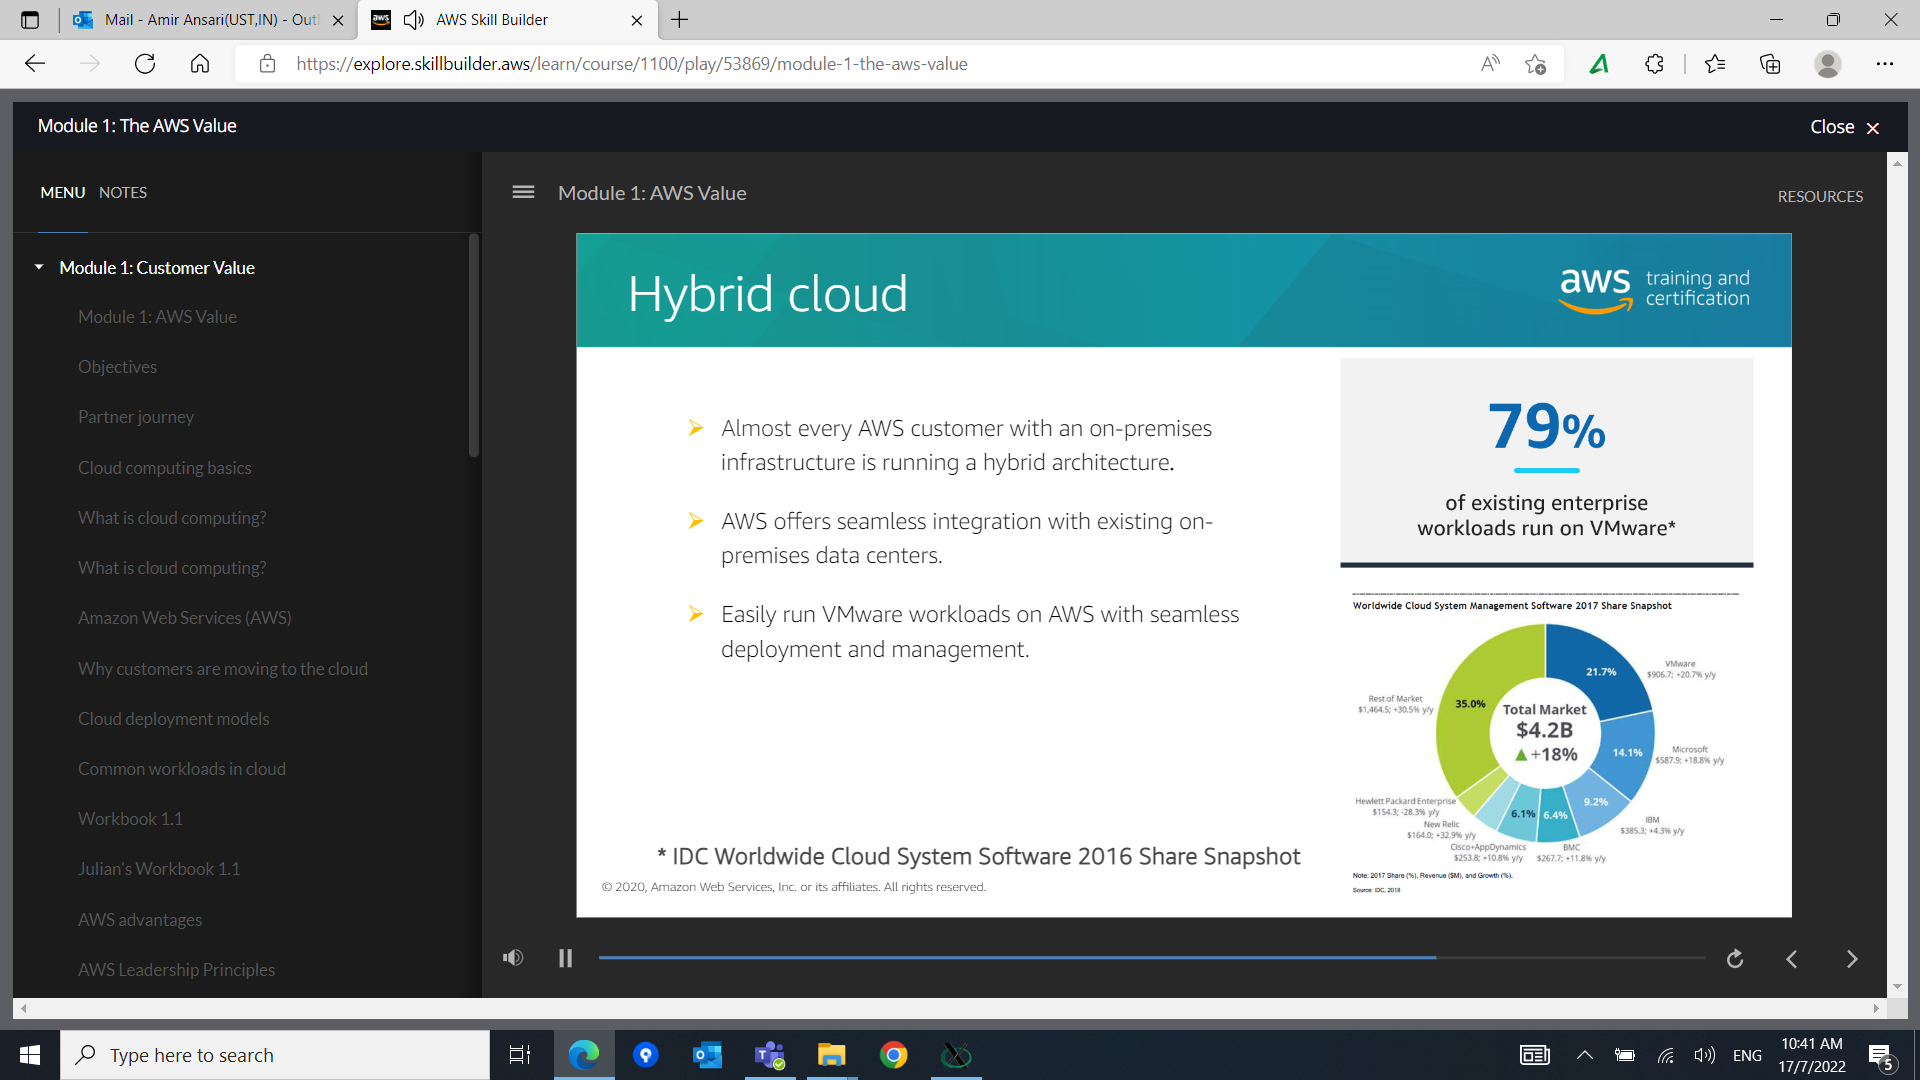 Mail - Amir Ansari(UST,IN) - Outl
AWS Skill Builder
https://explore.skillbuilder.aws/learn/course/1100/play/53869/module-1-the-aws-value
Module 1: The AWS Value
Close
MENU
NOTES
Module 1: AWS Value
RESOURCES
Module 1: Customer Value
Module 1: AWS Value
Objectives
Partner journey
Cloud computing basics
What is cloud computing?
What is cloud computing?
Amazon Web Services (AWS)
Why customers are moving to the cloud
Cloud deployment models
Common workloads in cloud
Workbook 1.1
Julian's Workbook 1.1
AWS advantages
AWS Leadership Principles
Hybrid cloud
aws training and
certification
Almost every AWS customer with an on-premises
infrastructure is running a hybrid architecture.
AWS offers seamless integration with existing on-
premises data centers.
Easily run VMware workloads on AWS with seamless
deployment and management.
79%
of existing enterprise
workloads run on VMware*
Worldwide Cloud System Management Software 2017 Share Snapshot
VMware
$906.7; +20.7% y/y
21.7%
Rest of Market
$1,464.5; +30.5% y/y
35.0%
Total Market
$4.2B
+18%
Microsoft
$587.9; +18.8% y/y
14.1%
IBM
$385.3; +4.3% y/y
9.2%
Hewlett Packard Enterprise
$154.3; -28.3% y/y
New Relic
$164.0; +32.9% y/y
6.1%
6.4%
Cisco+AppDynamics
$253.8; +10.8% y/y
BMC
$267.7; +11.8% y/y
Note: 2017 Share (%), Revenue ($M), and Growth (%).
Source: IDC, 2018
* IDC Worldwide Cloud System Software 2016 Share Snapshot
© 2020, Amazon Web Services, Inc. or its affiliates. All rights reserved.
Type here to search
ENG
10:41 AM
17/7/2022
5